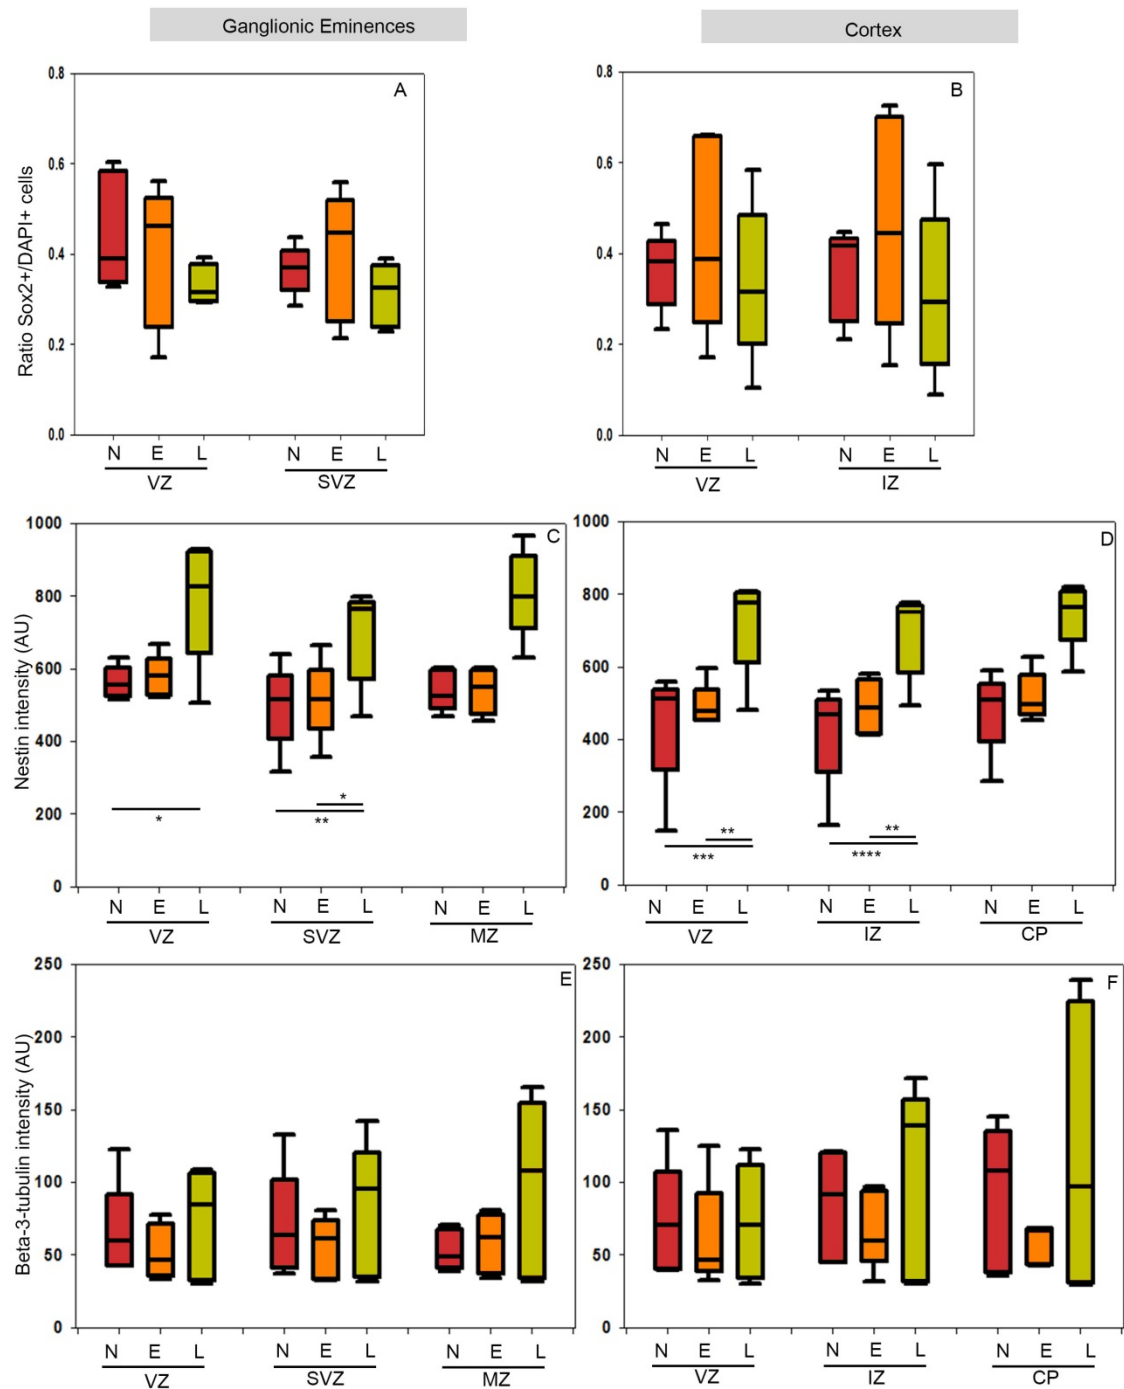 Ganglionic Eminences
Cortex
Ratio Sox2+/DAPI+ cells
0.8
0.6
0.4
0.2
0.0
A
N E L N E L
VZ SVZ
0.8
0.6
0.4
0.2
0.0
B
N E L N E L
VZ IZ
Nestin intensity (AU)
1000
800
600
400
200
0
C
*
*
**
N E L N E L N E L
VZ SVZ MZ
1000
800
600
400
200
0
D
**
***
**
****
N E L N E L N E L
VZ IZ CP
Beta-3-tubulin intensity (AU)
250
200
150
100
50
0
E
N E L N E L N E L
VZ SVZ MZ
250
200
150
100
50
0
F
N E L N E L N E L
VZ IZ CP